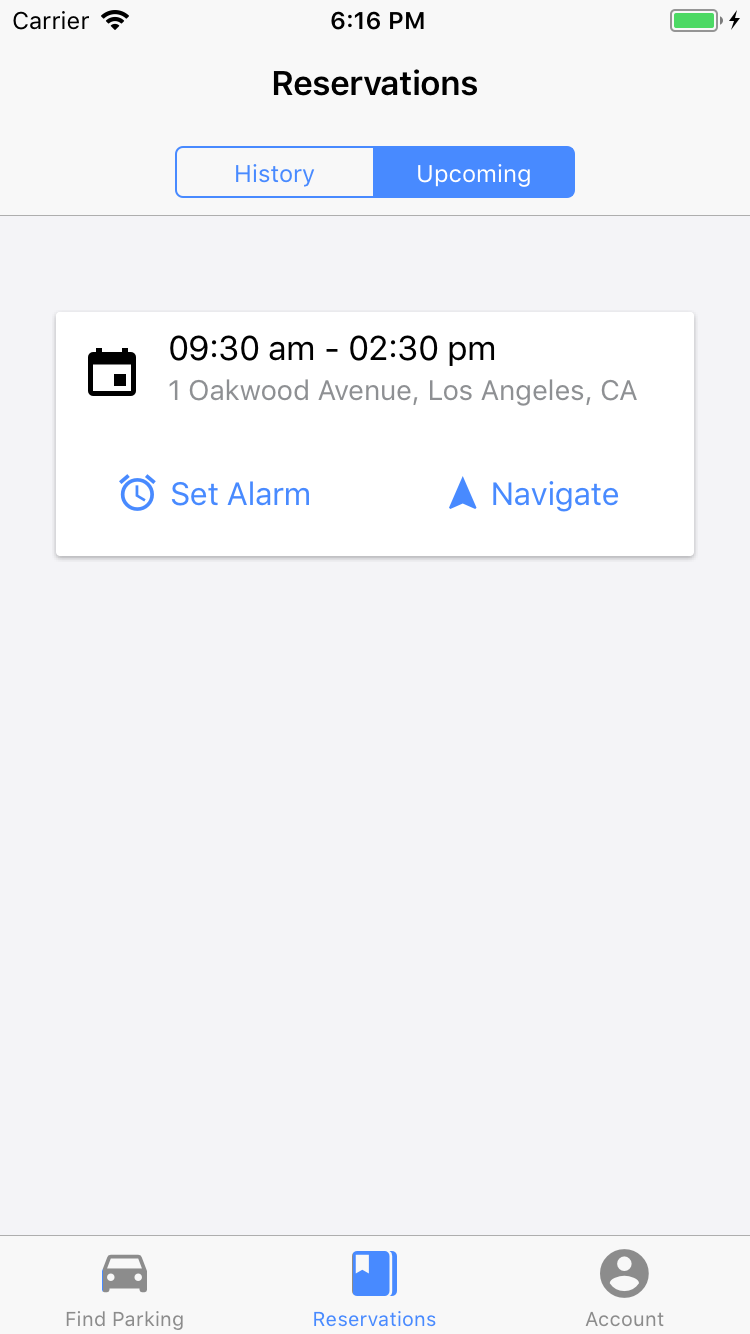 Carrier 6:16 PM
Reservations
History Upcoming
09:30 am - 02:30 pm
1 Oakwood Avenue, Los Angeles, CA
Set Alarm Navigate
Find Parking Reservations Account